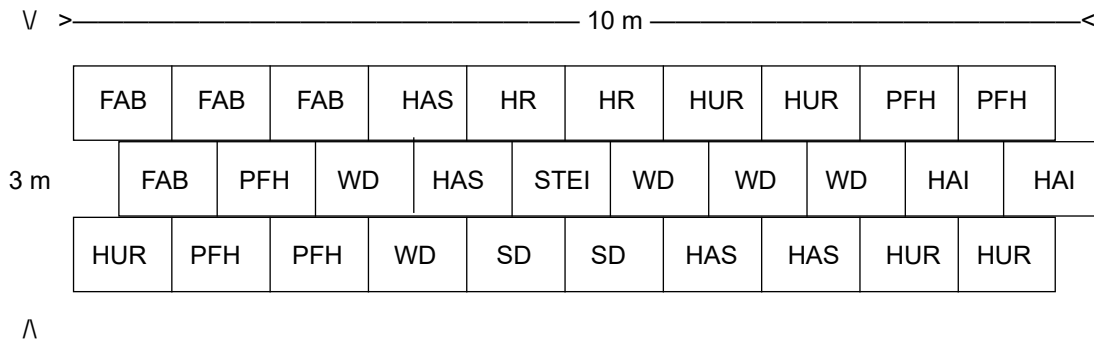 \/ >—————————————————— 10 m ——————————————————<
FAB FAB FAB HAS HR HR HUR HUR PFH PFH
3 m FAB PFH WD HAS STEI WD WD WD HAI HAI
HUR PFH PFH WD SD SD HAS HAS HUR HUR
/\